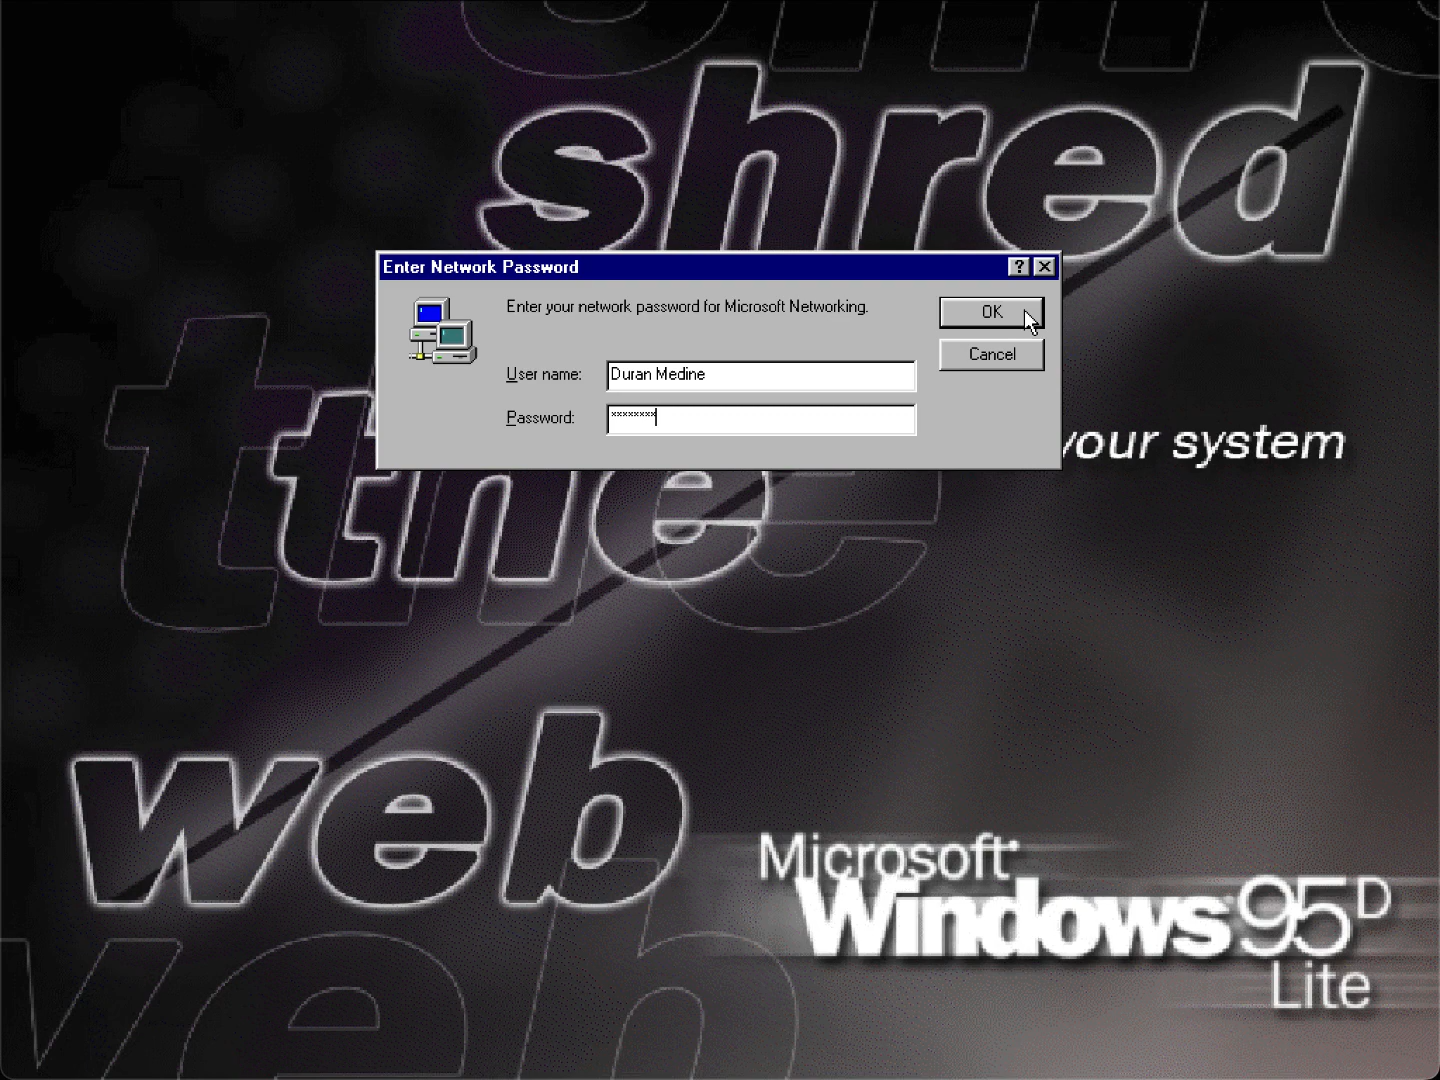 shred
Enter Network Password
Enter your network password for Microsoft Networking.
OK
Cancel
User name: Duran Medine
Password: ********
your system
the
web
Microsoft
Windows 95 D
Lite
web